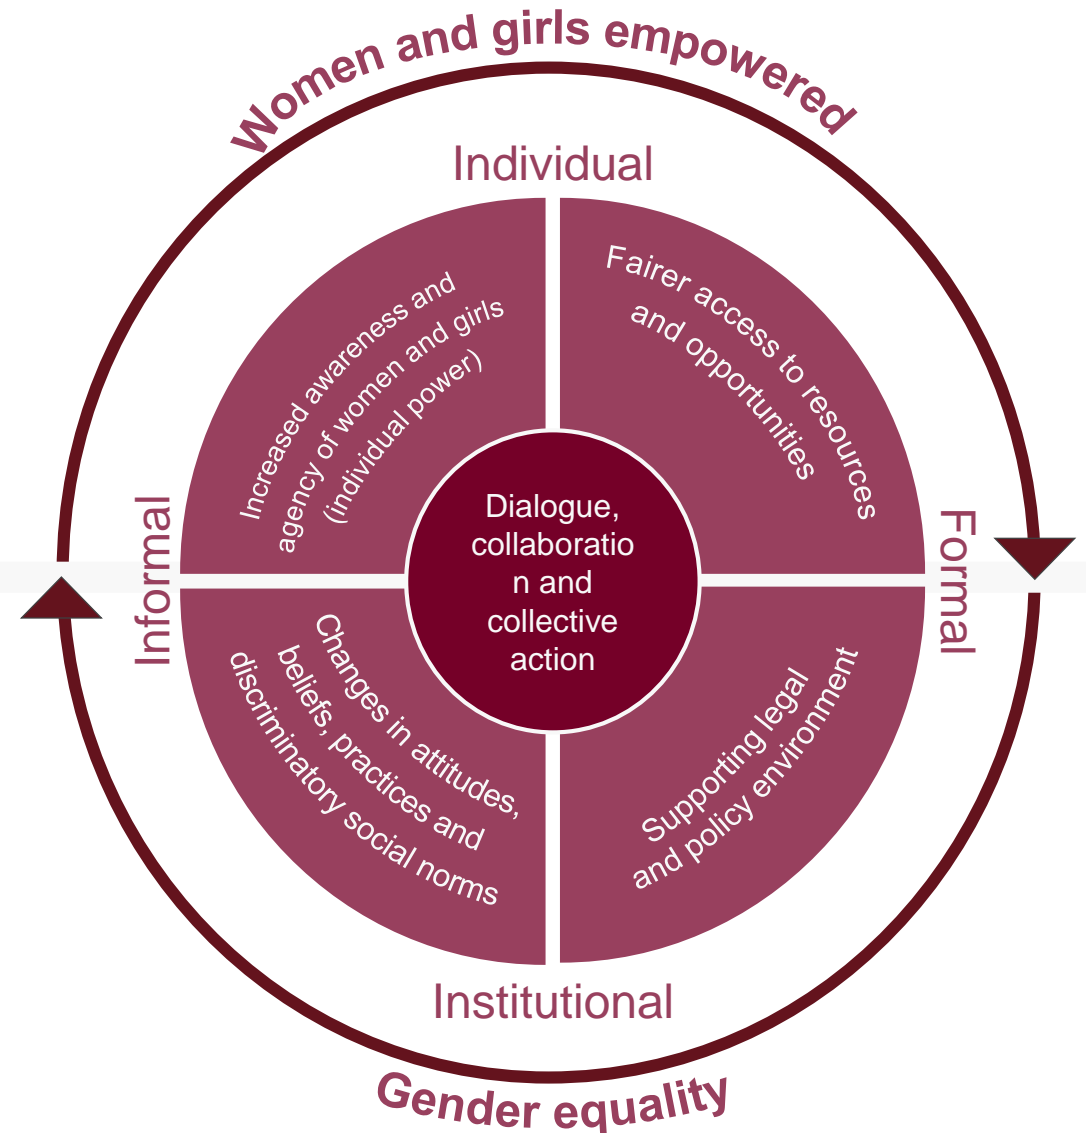 Women and girls empowered
Individual
Increased awareness and
agency of women and girls
(individual power)
Fairer access to resources
and opportunities
Informal
Dialogue,
collaboratio
n and
collective
action
Formal
Changes in attitudes,
beliefs, practices and
discriminatory social norms
Supporting legal
and policy environment
Institutional
Gender equality